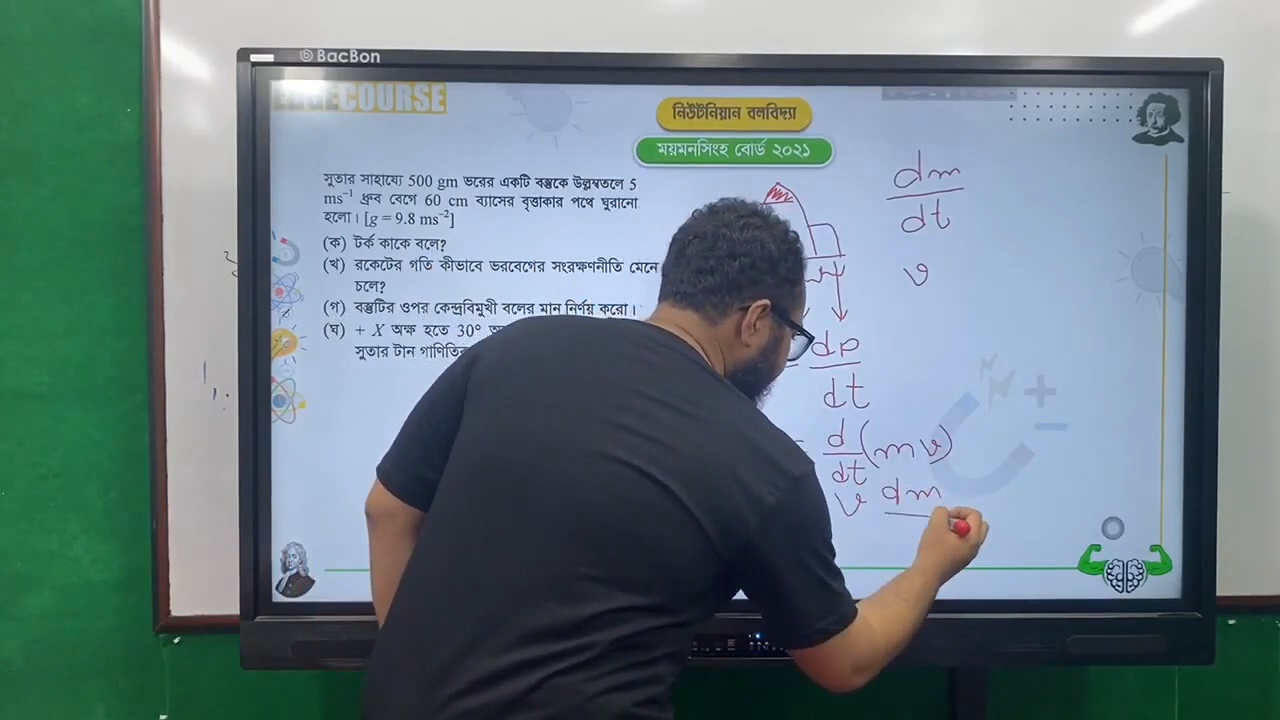 BacBon
EDGECOURSE
নিউটনিয়ান বলবিদ্যা
ময়মনসিংহ বোর্ড ২০২১
সুতার সাহায্যে 500 gm ভরের একটি বস্তুকে উল্লম্বতলে 5
ms⁻¹ ধ্রুব বেগে 60 cm ব্যাসের বৃত্তাকার পথে ঘুরানো
হলো। [g = 9.8 ms⁻²]
(ক) টর্ক কাকে বলে?
(খ) রকেটের গতি কীভাবে ভরবেগের সংরক্ষণনীতি মেনে
চলে?
(গ) বস্তুটির ওপর কেন্দ্রবিমুখী বলের মান নির্ণয় করো।
(ঘ) + X অক্ষ হতে 30°
সুতার টান
dm
dt
v
dp
dt
= d/dt (mv)
v dm